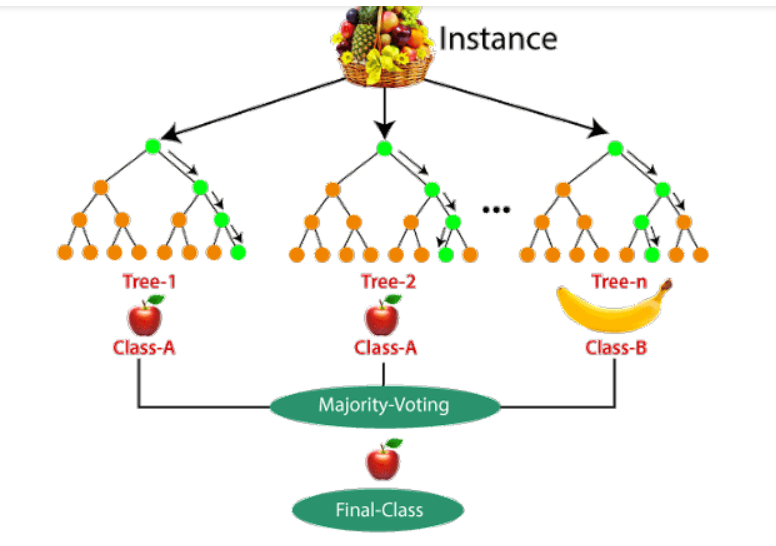 Instance
...
Tree-1
Tree-2
Tree-n
Class-A
Class-A
Class-B
Majority-Voting
Final-Class